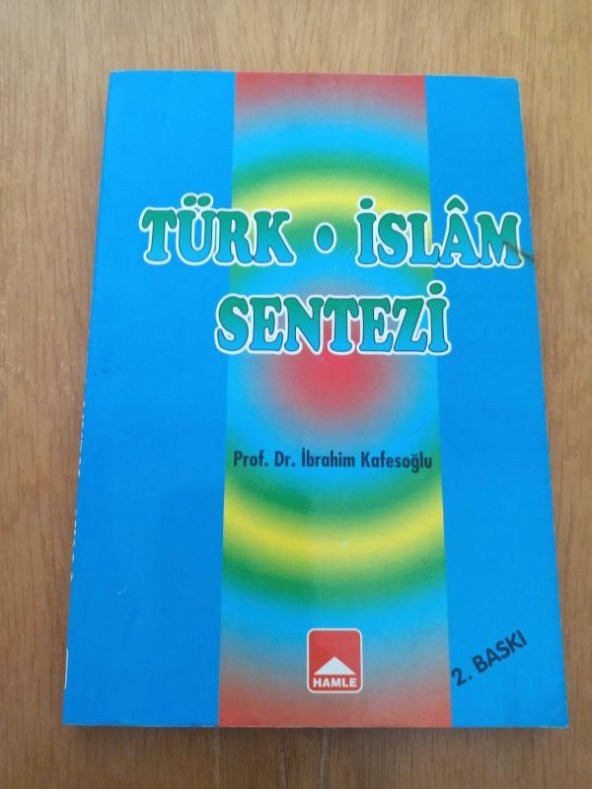 TÜRK • İSLÂM
SENTEZİ
Prof. Dr. İbrahim Kafesoğlu
HAMLE
2. BASKI